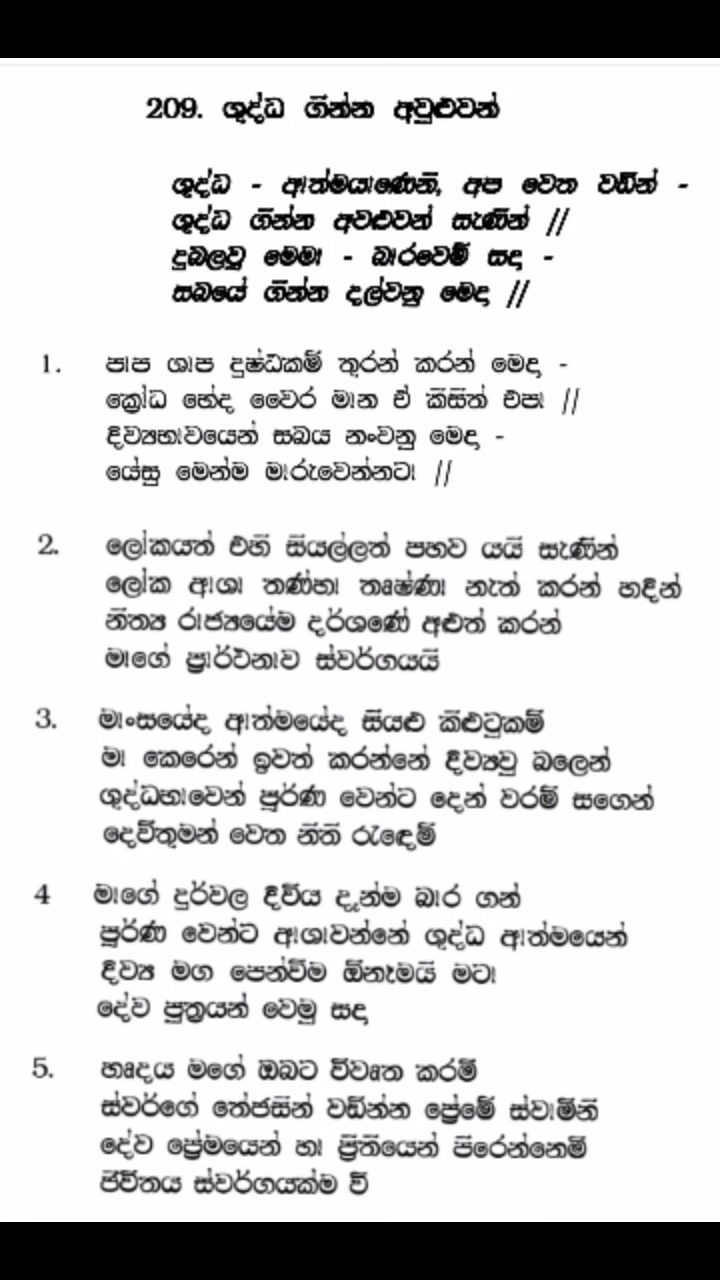 209. ශුද්ධ ගින්න අවුළුවන්
ශුද්ධ - ආත්මයාණෙනි, අප වෙත වඩින් -
ශුද්ධ ගින්න අවළුවන් සැණින් //
දුබලවූ මෙමා - බාරවෙමි සදා -
සබයේ ගින්න දල්වනු මෙදා //
1. පාප ශාප දුෂ්ඨකම් තුරන් කරන් මෙදා -
ක්‍රෝධ භේද වෛර මාන ඒ කිසිත් එපා //
දිව්‍යභාවයෙන් සබය නංවනු මෙදා -
යේසු මෙන්ම මාරුවෙන්නටා //
2. ලෝකයත් එහි සියල්ලත් පහව යයි සැණින්
ලෝක ආශා තණ්හා තෘෂ්ණා නැත් කරන් හදින්
නිත්‍ය රාජ්‍යයේම දර්ශණේ අළුත් කරන්
මාගේ ප්‍රාර්ථනාව ස්වර්ගයයි
3. මාංසයේද ආත්මයේද සියළු කිළුටුකම්
මා කෙරෙන් ඉවත් කරන්නේ දිව්‍යවූ බලෙන්
ශුද්ධභාවෙන් පූර්ණ වෙන්ට දෙන් වරම් සගෙන්
දෙවිතුමන් වෙත නිති රැඳෙම්
4 මාගේ දුර්වල දිවිය දැන්ම බාර ගන්
පූර්ණ වෙන්ට ආශාවන්නේ ශුද්ධ ආත්මයෙන්
දිව්‍ය මග පෙන්වීම ඕනෑමයි මටා
දේව පුත්‍රයන් වෙමු සදා
5. හෘදය මගේ ඔබට විවෘත කරමි
ස්වර්ගේ තේජසින් වඩින්න ප්‍රේමේ ස්වාමිනි
දේව ප්‍රේමයෙන් හා ප්‍රීතියෙන් පිරෙන්නෙමි
ජීවිතය ස්වර්ගයක්ම වී